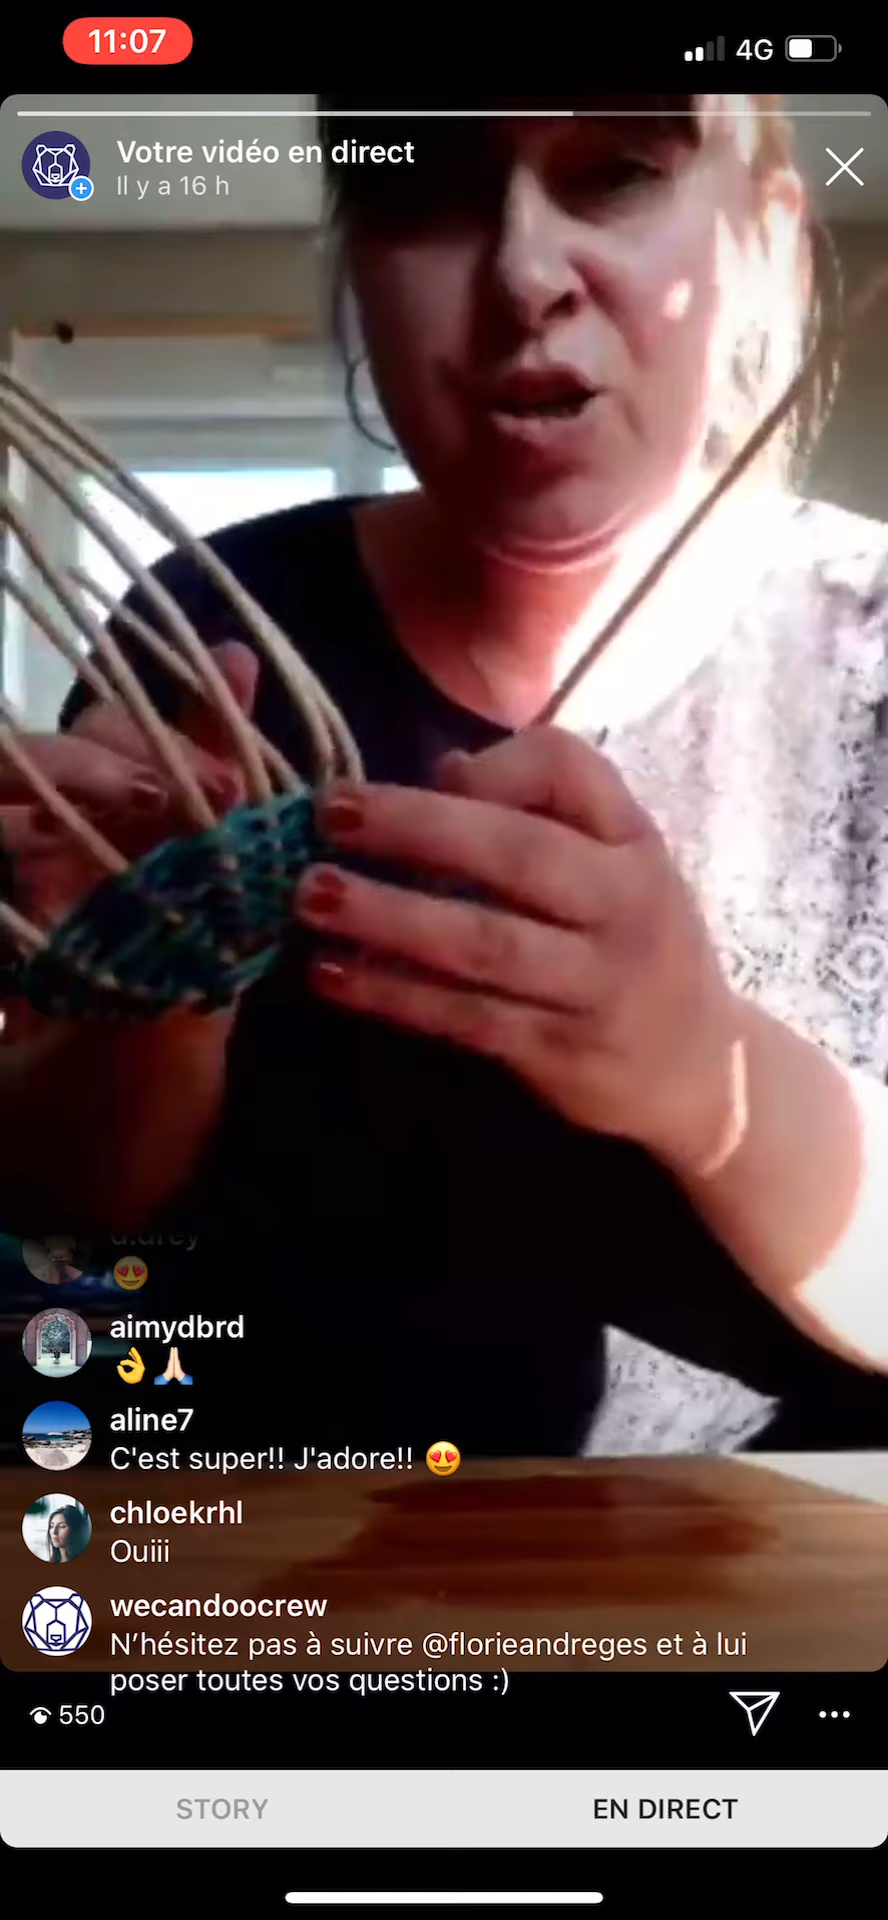 11:07
4G
Votre vidéo en direct
Il y a 16 h
d.drey
😍
aimydbrd
👌🙏🏻
aline7
C'est super!! J'adore!! 😍
chloekrhl
Ouiii
wecandoocrew
N’hésitez pas à suivre @florieandreges et à lui
poser toutes vos questions :)
550
STORY
EN DIRECT